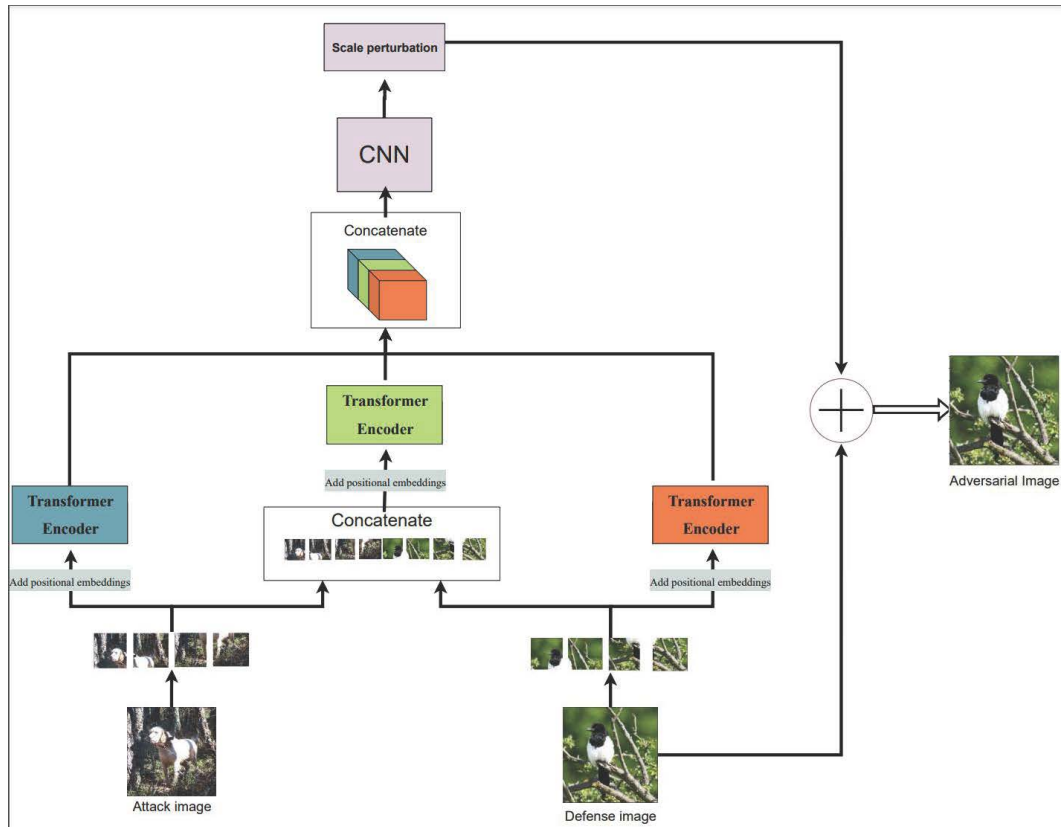 Scale perturbation
CNN
Concatenate
Transformer
Encoder
Add positional embeddings
Transformer
Encoder
Concatenate
Transformer
Encoder
Add positional embeddings
Add positional embeddings
Adversarial Image
Attack image
Defense image